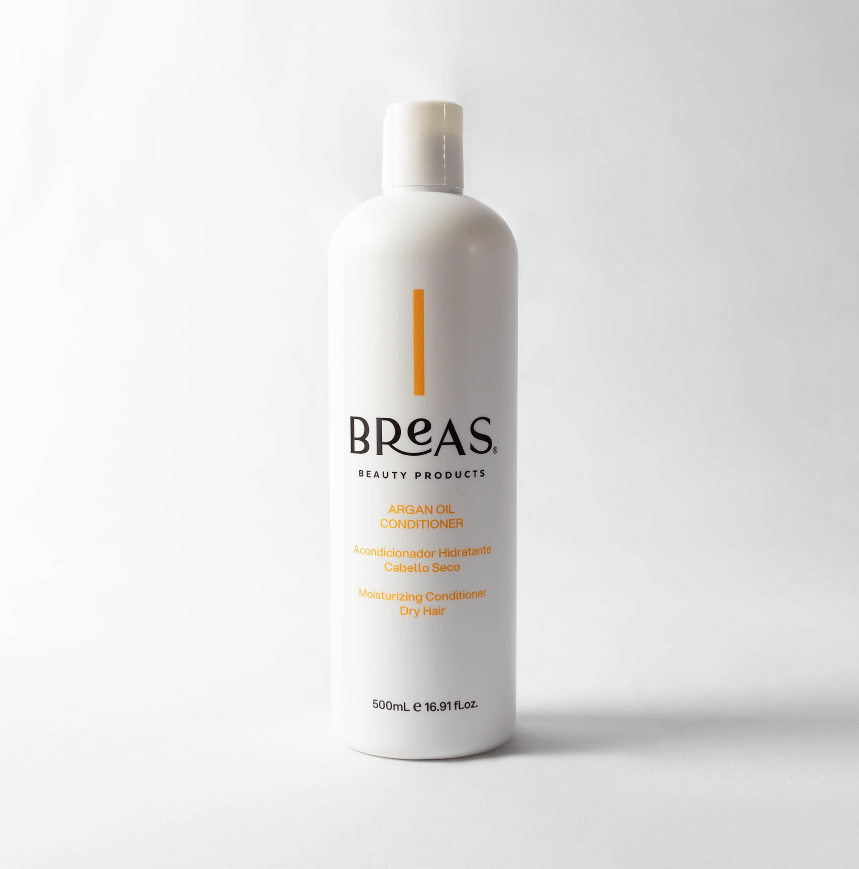 BREAS®
BEAUTY PRODUCTS
ARGAN OIL
CONDITIONER
Acondicionador Hidratante
Cabello Seco
Moisturizing Conditioner
Dry Hair
500mL ℮ 16.91 fl.oz.